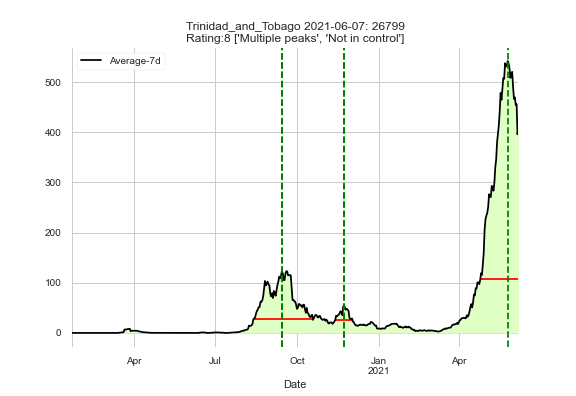 Trinidad_and_Tobago 2021-06-07: 26799
Rating:8 ['Multiple peaks', 'Not in control']
Average-7d
500
400
300
200
100
0
Apr Jul Oct Jan Apr
2021
Date